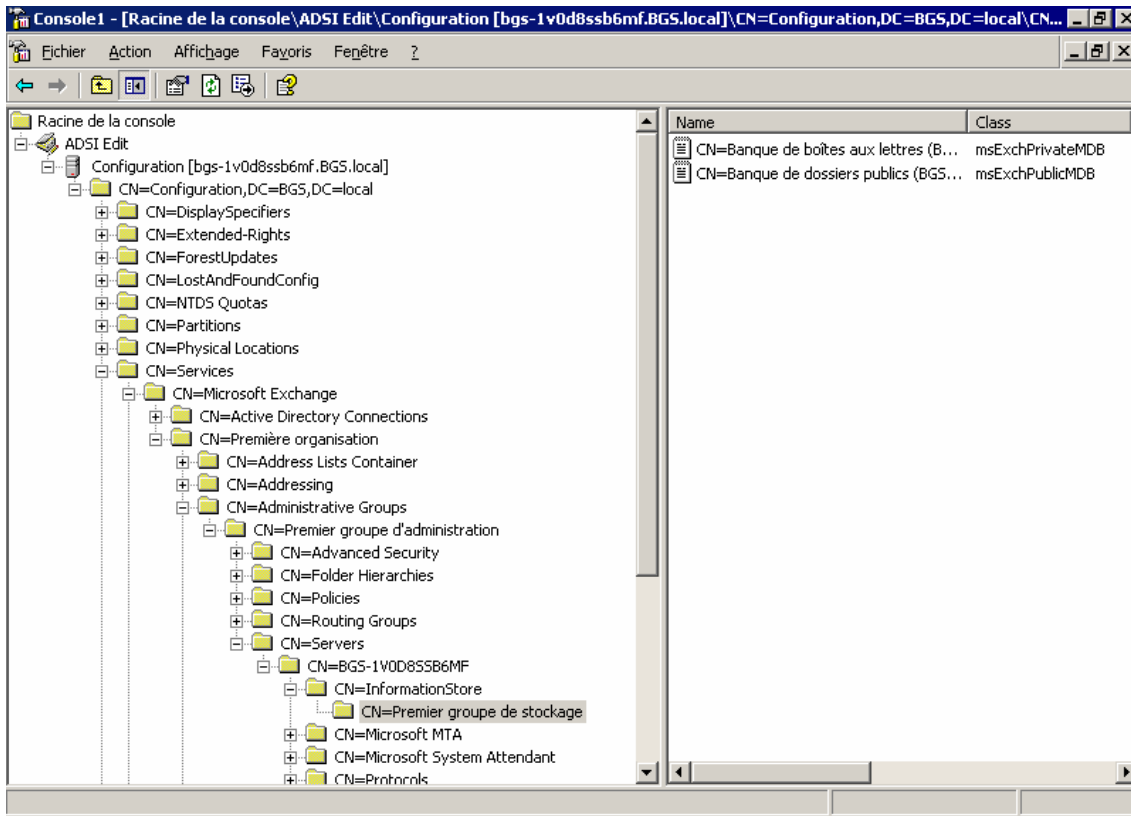 Console1 - [Racine de la console\ADSI Edit\Configuration [bgs-1v0d8ssb6mf.BGS.local]\CN=Configuration,DC=BGS,DC=local\CN...
Fichier Action Affichage Favoris Fenêtre ?
Racine de la console
ADSI Edit
Configuration [bgs-1v0d8ssb6mf.BGS.local]
CN=Configuration,DC=BGS,DC=local
CN=DisplaySpecifiers
CN=Extended-Rights
CN=ForestUpdates
CN=LostAndFoundConfig
CN=NTDS Quotas
CN=Partitions
CN=Physical Locations
CN=Services
CN=Microsoft Exchange
CN=Active Directory Connections
CN=Première organisation
CN=Address Lists Container
CN=Addressing
CN=Administrative Groups
CN=Premier groupe d'administration
CN=Advanced Security
CN=Folder Hierarchies
CN=Policies
CN=Routing Groups
CN=Servers
CN=BGS-1V0D8SSB6MF
CN=InformationStore
CN=Premier groupe de stockage
CN=Microsoft MTA
CN=Microsoft System Attendant
CN=Protocols
Name Class
CN=Banque de boîtes aux lettres (B... msExchPrivateMDB
CN=Banque de dossiers publics (BGS... msExchPublicMDB